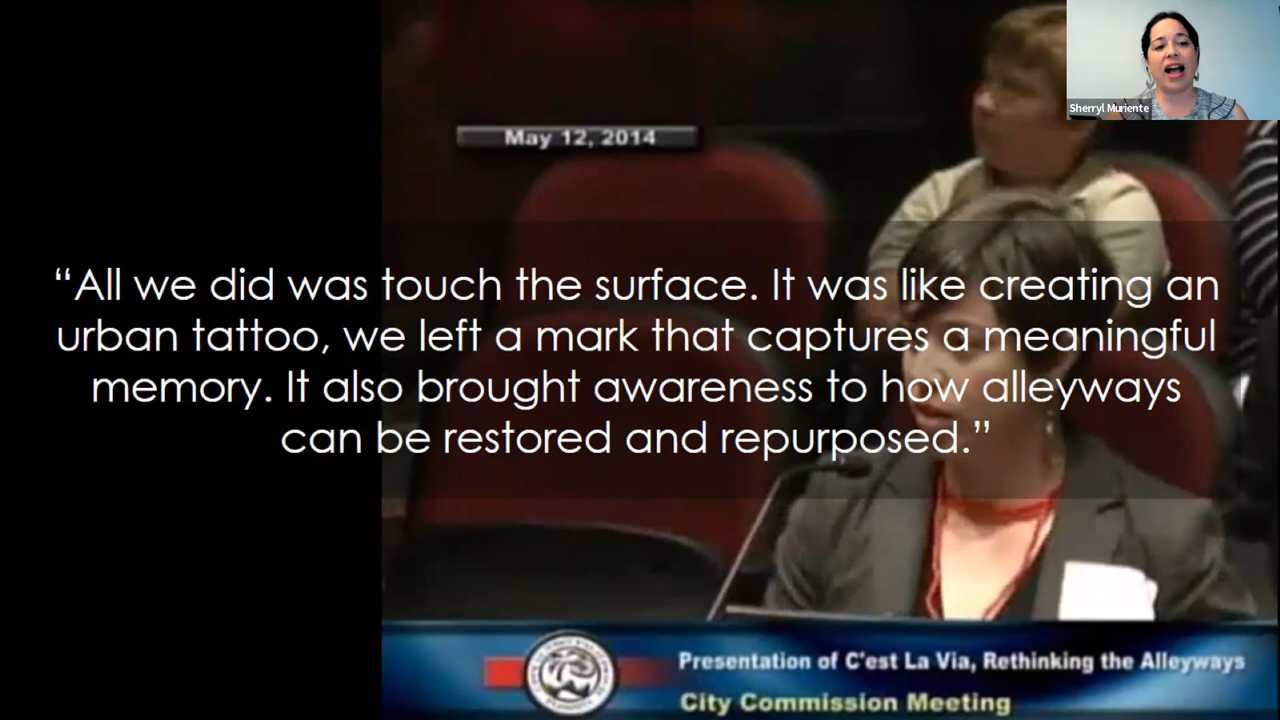 Sherryl Muriente
May 12, 2014
“All we did was touch the surface. It was like creating an
urban tattoo, we left a mark that captures a meaningful
memory. It also brought awareness to how alleyways
can be restored and repurposed.”
Presentation of C'est La Via, Rethinking the Alleyways
City Commission Meeting